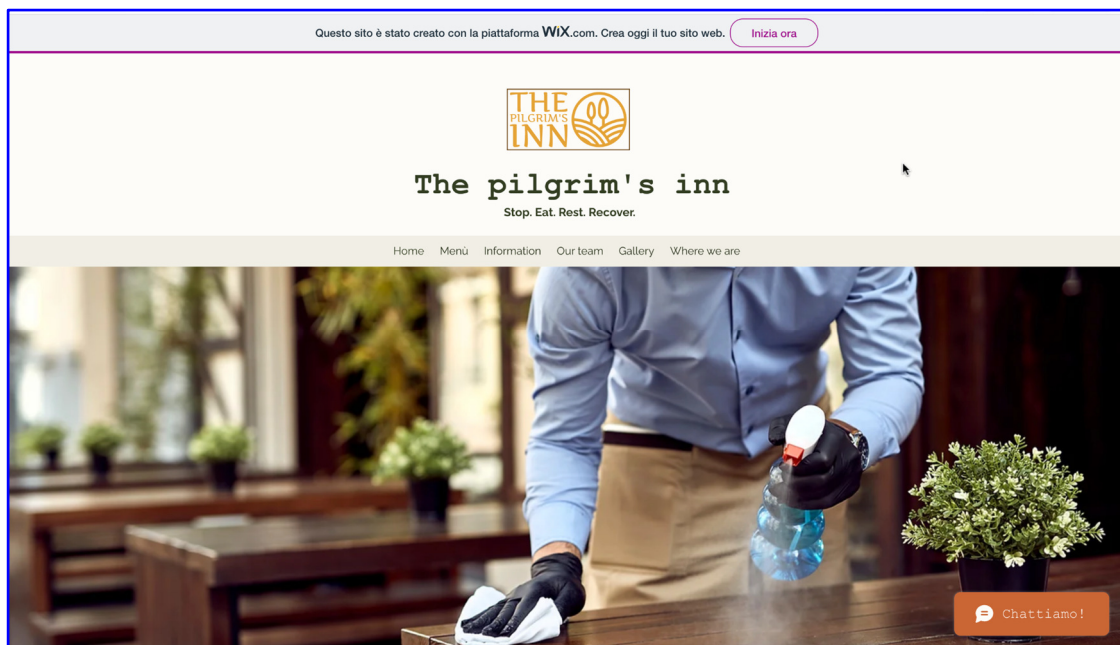 Questo sito è stato creato con la piattaforma WiX.com. Crea oggi il tuo sito web. Inizia ora
THE
PILGRIM'S
INN
The pilgrim's inn
Stop. Eat. Rest. Recover.
Home Menù Information Our team Gallery Where we are
Chattiamo!